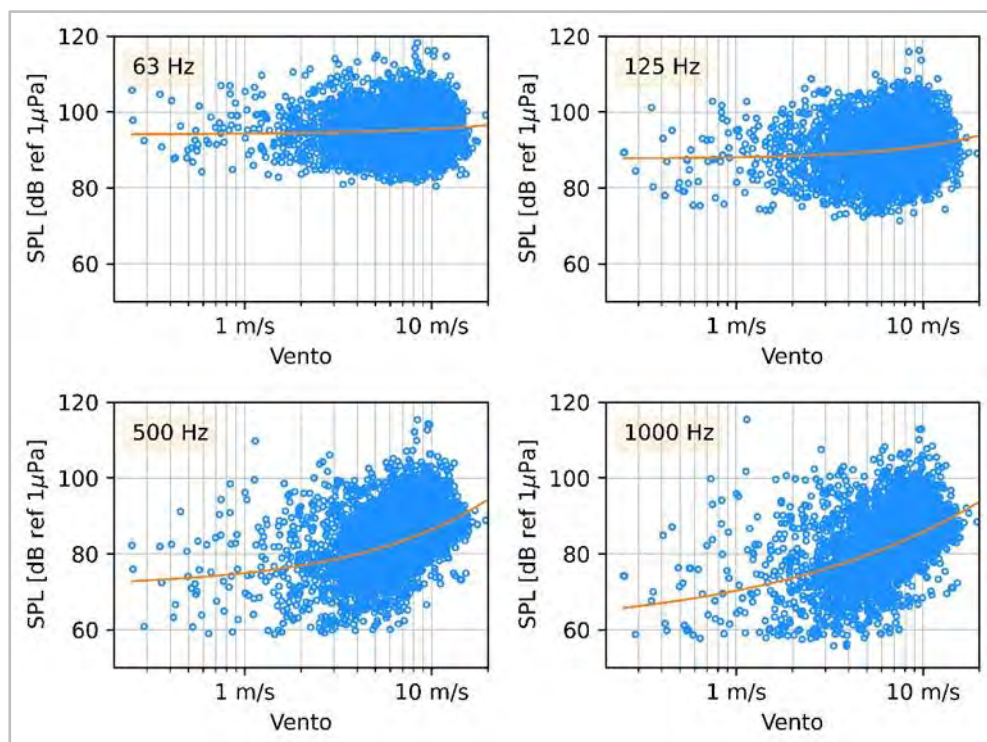 63 Hz
SPL [dB ref 1µPa]
120
100
80
60
1 m/s 10 m/s
Vento
125 Hz
SPL [dB ref 1µPa]
120
100
80
60
1 m/s 10 m/s
Vento
500 Hz
SPL [dB ref 1µPa]
120
100
80
60
1 m/s 10 m/s
Vento
1000 Hz
SPL [dB ref 1µPa]
120
100
80
60
1 m/s 10 m/s
Vento